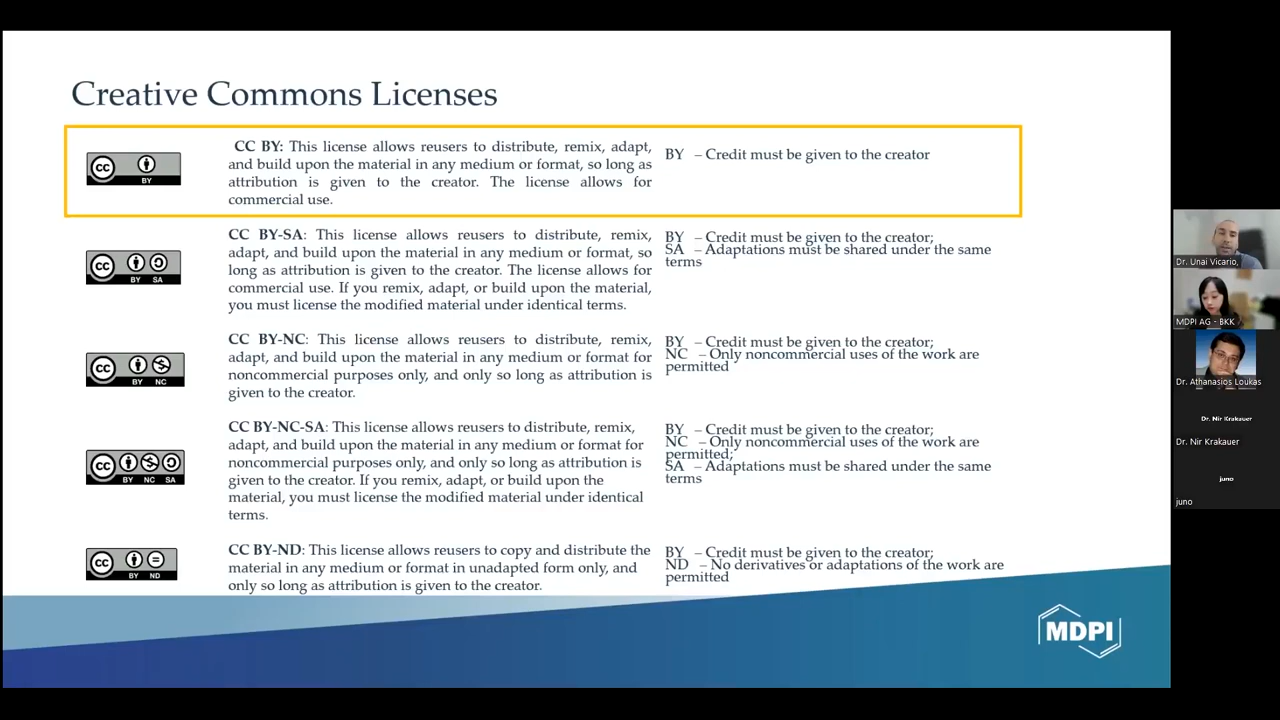 Creative Commons Licenses
cc
BY
CC BY: This license allows reusers to distribute, remix, adapt,
and build upon the material in any medium or format, so long as
attribution is given to the creator. The license allows for
commercial use.
BY – Credit must be given to the creator
cc
BY SA
CC BY-SA: This license allows reusers to distribute, remix,
adapt, and build upon the material in any medium or format, so
long as attribution is given to the creator. The license allows for
commercial use. If you remix, adapt, or build upon the material,
you must license the modified material under identical terms.
BY – Credit must be given to the creator;
SA – Adaptations must be shared under the same
terms
cc
BY NC
CC BY-NC: This license allows reusers to distribute, remix,
adapt, and build upon the material in any medium or format for
noncommercial purposes only, and only so long as attribution is
given to the creator.
BY – Credit must be given to the creator;
NC – Only noncommercial uses of the work are
permitted
cc
BY NC SA
CC BY-NC-SA: This license allows reusers to distribute, remix,
adapt, and build upon the material in any medium or format for
noncommercial purposes only, and only so long as attribution is
given to the creator. If you remix, adapt, or build upon the
material, you must license the modified material under identical
terms.
BY – Credit must be given to the creator;
NC – Only noncommercial uses of the work are
permitted;
SA – Adaptations must be shared under the same
terms
cc
BY ND
CC BY-ND: This license allows reusers to copy and distribute the
material in any medium or format in unadapted form only, and
only so long as attribution is given to the creator.
BY – Credit must be given to the creator;
ND – No derivatives or adaptations of the work are
permitted
MDPI
Dr. Unai Vicario,
MDPI AG - BKK
Dr. Athanasios Loukas
Dr. Nir Krakauer
Dr. Nir Krakauer
juno
juno